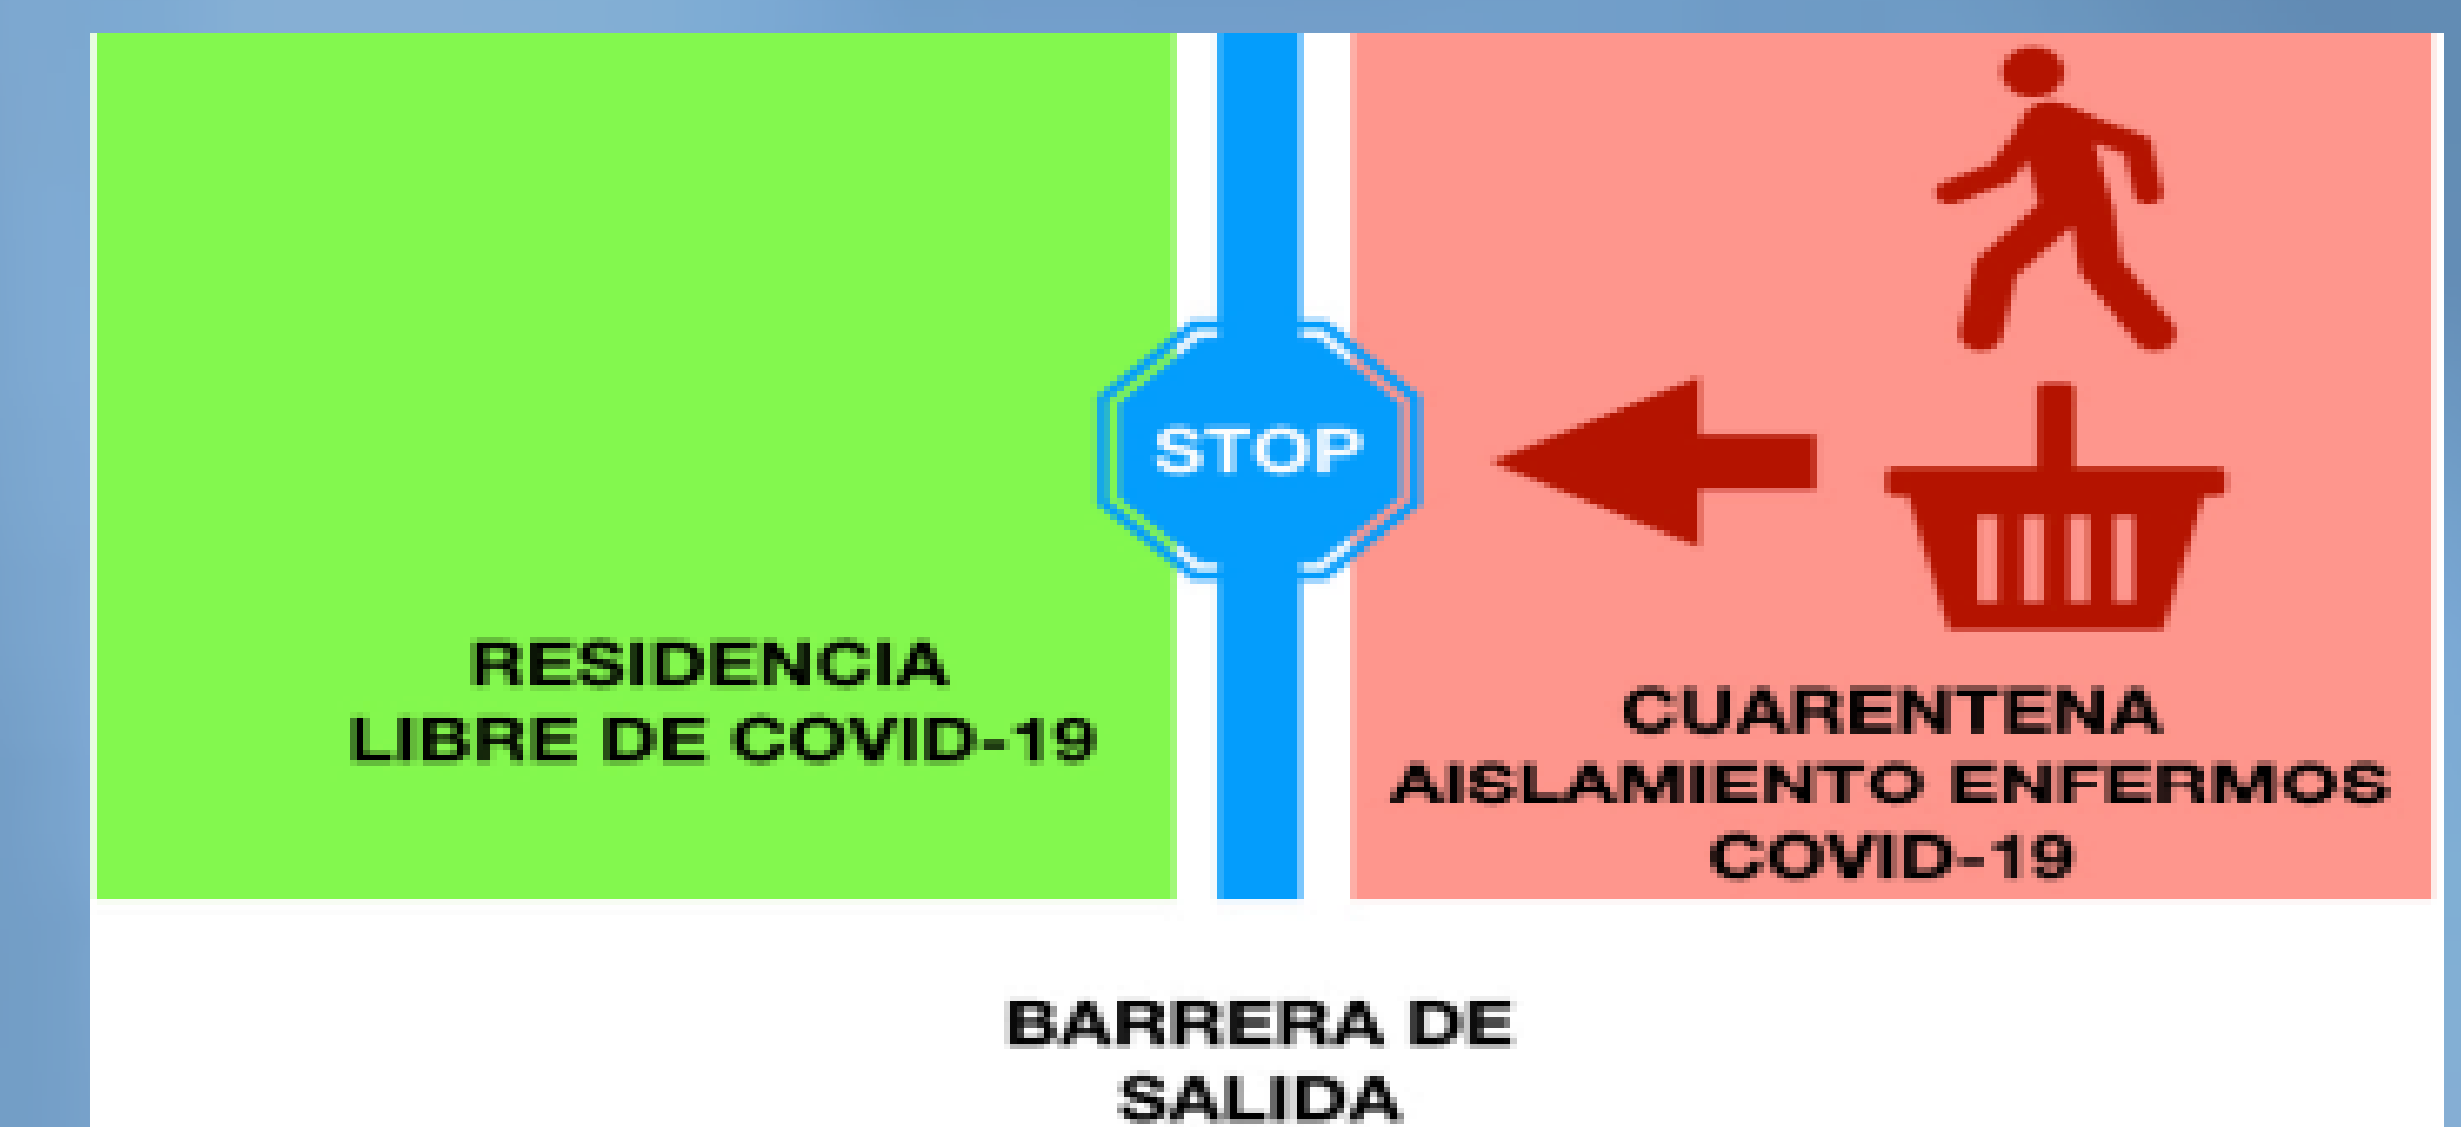 STOP
RESIDENCIA
LIBRE DE COVID-19
CUARENTENA
AISLAMIENTO ENFERMOS
COVID-19
BARRERA DE
SALIDA